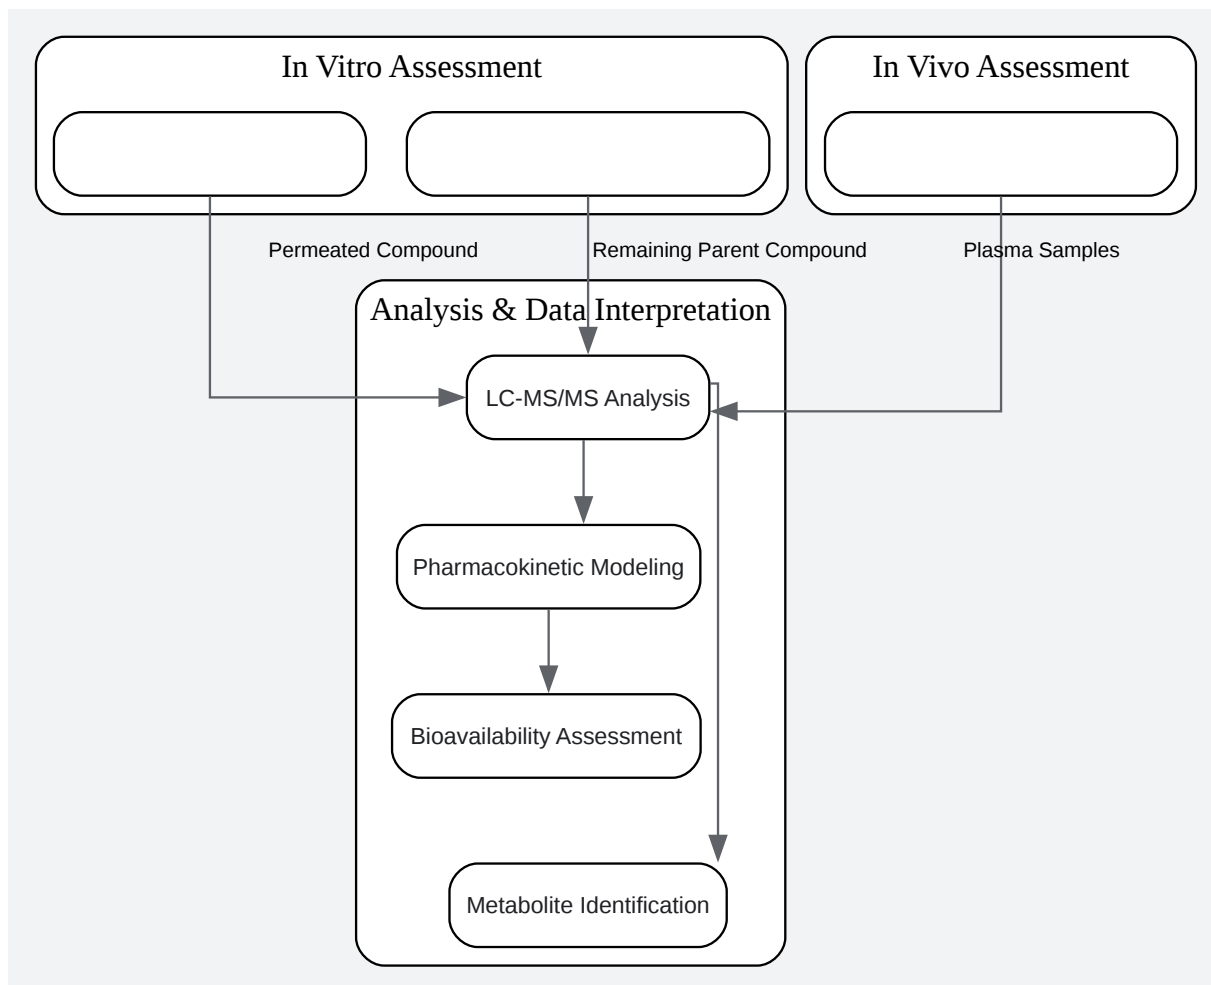 In Vitro Assessment
In Vivo Assessment
Permeated Compound
Remaining Parent Compound
Plasma Samples
Analysis & Data Interpretation
LC-MS/MS Analysis
Pharmacokinetic Modeling
Bioavailability Assessment
Metabolite Identification